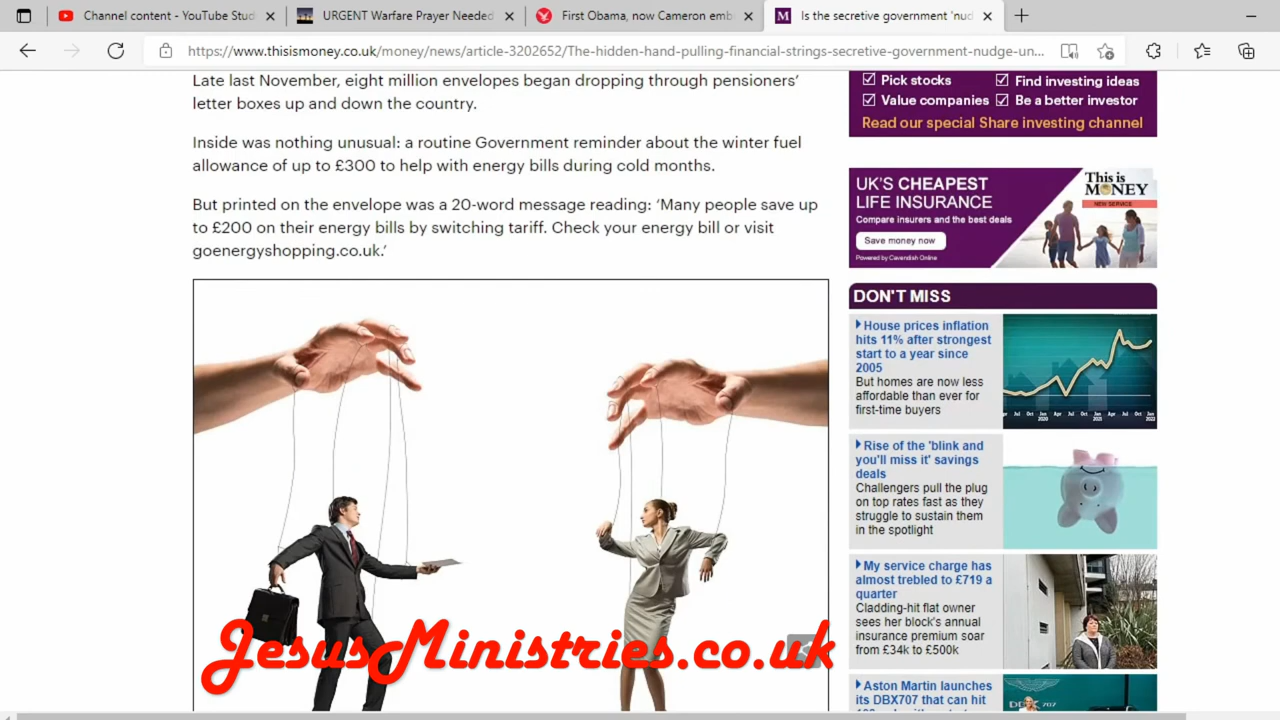 Channel content - YouTube Stud
URGENT Warfare Prayer Needed
First Obama, now Cameron emb
Is the secretive government 'nud
https://www.thisismoney.co.uk/money/news/article-3202652/The-hidden-hand-pulling-financial-strings-secretive-government-nudge-un...
Late last November, eight million envelopes began dropping through pensioners'
letter boxes up and down the country.
Inside was nothing unusual: a routine Government reminder about the winter fuel
allowance of up to £300 to help with energy bills during cold months.
But printed on the envelope was a 20-word message reading: 'Many people save up
to £200 on their energy bills by switching tariff. Check your energy bill or visit
goenergyshopping.co.uk.'
JesusMinistries.co.uk
Pick stocks
Find investing ideas
Value companies
Be a better investor
Read our special Share investing channel
UK'S CHEAPEST
LIFE INSURANCE
Compare insurers and the best deals
Save money now
Powered by Cavendish Online
This is
MONEY
NEW SERVICE
DON'T MISS
House prices inflation
hits 11% after strongest
start to a year since
2005
But homes are now less
affordable than ever for
first-time buyers
Rise of the 'blink and
you'll miss it' savings
deals
Challengers pull the plug
on top rates fast as they
struggle to sustain them
in the spotlight
My service charge has
almost trebled to £719 a
quarter
Cladding-hit flat owner
sees her block's annual
insurance premium soar
from £34k to £500k
Aston Martin launches
its DBX707 that can hit